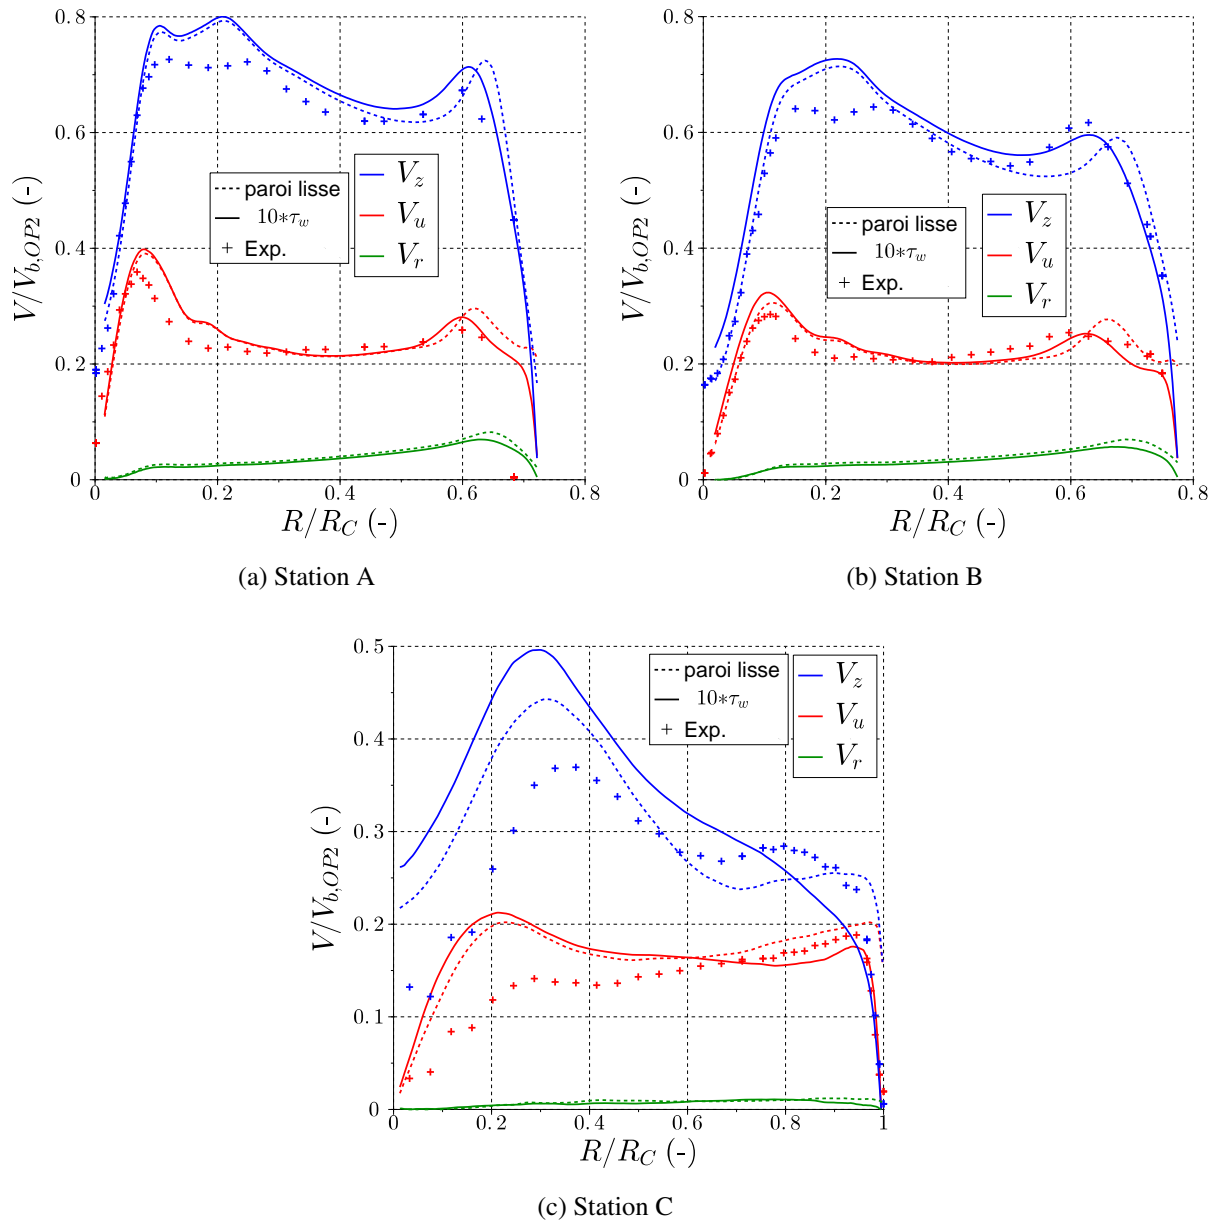 0.8
0.6
0.4
0.2
0
V/V_{b,OP2} (-)
paroi lisse
10*τ_w
Exp.
V_z
V_u
V_r
0 0.2 0.4 0.6 0.8
R/R_C (-)
(a) Station A
0.8
0.6
0.4
0.2
0
V/V_{b,OP2} (-)
paroi lisse
10*τ_w
Exp.
V_z
V_u
V_r
0 0.2 0.4 0.6 0.8
R/R_C (-)
(b) Station B
0.5
0.4
0.3
0.2
0.1
0
V/V_{b,OP2} (-)
paroi lisse
10*τ_w
Exp.
V_z
V_u
V_r
0 0.2 0.4 0.6 0.8 1
R/R_C (-)
(c) Station C